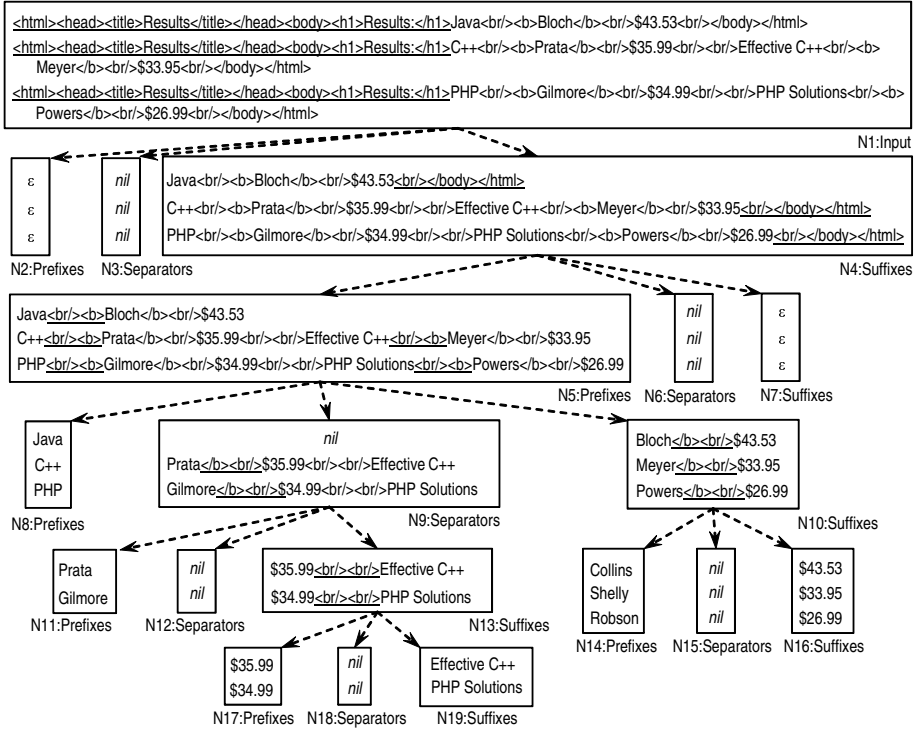 <html><head><title>Results</title></head><body><h1>Results:</h1>Java<br/><b>Bloch</b><br/>$43.53<br/></body></html>
<html><head><title>Results</title></head><body><h1>Results:</h1>C++<br/><b>Prata</b><br/>$35.99<br/><br/>Effective C++<br/><b>
Meyer</b><br/>$33.95<br/></body></html>
<html><head><title>Results</title></head><body><h1>Results:</h1>PHP<br/><b>Gilmore</b><br/>$34.99<br/><br/>PHP Solutions<br/><b>
Powers</b><br/>$26.99<br/></body></html>
N1:Input
ε
ε
ε
N2:Prefixes
nil
nil
nil
N3:Separators
Java<br/><b>Bloch</b><br/>$43.53<br/></body></html>
C++<br/><b>Prata</b><br/>$35.99<br/><br/>Effective C++<br/><b>Meyer</b><br/>$33.95<br/></body></html>
PHP<br/><b>Gilmore</b><br/>$34.99<br/><br/>PHP Solutions<br/><b>Powers</b><br/>$26.99<br/></body></html>
N4:Suffixes
Java<br/><b>Bloch</b><br/>$43.53
C++<br/><b>Prata</b><br/>$35.99<br/><br/>Effective C++<br/><b>Meyer</b><br/>$33.95
PHP<br/><b>Gilmore</b><br/>$34.99<br/><br/>PHP Solutions<br/><b>Powers</b><br/>$26.99
N5:Prefixes
nil
nil
nil
N6:Separators
ε
ε
ε
N7:Suffixes
Java
C++
PHP
N8:Prefixes
nil
Prata</b><br/>$35.99<br/><br/>Effective C++
Gilmore</b><br/>$34.99<br/><br/>PHP Solutions
N9:Separators
Bloch</b><br/>$43.53
Meyer</b><br/>$33.95
Powers</b><br/>$26.99
N10:Suffixes
Prata
Gilmore
N11:Prefixes
nil
nil
N12:Separators
$35.99<br/><br/>Effective C++
$34.99<br/><br/>PHP Solutions
N13:Suffixes
Collins
Shelly
Robson
N14:Prefixes
nil
nil
nil
N15:Separators
$43.53
$33.95
$26.99
N16:Suffixes
$35.99
$34.99
N17:Prefixes
nil
nil
N18:Separators
Effective C++
PHP Solutions
N19:Suffixes